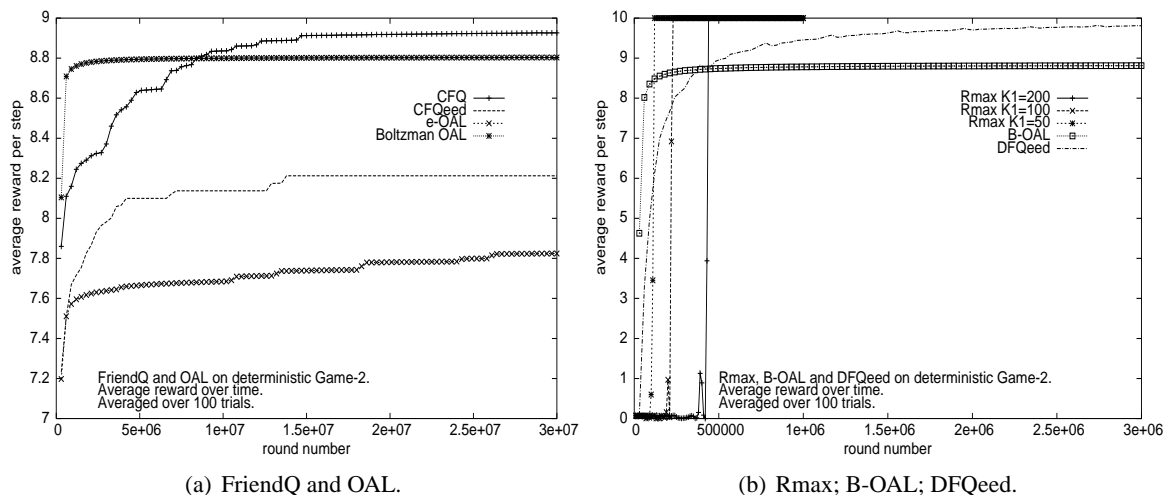 9
8.8
8.6
8.4
8.2
8
7.8
7.6
7.4
7.2
7
average reward per step
CFQ
CFQeed
e-OAL
Boltzman OAL
FriendQ and OAL on deterministic Game-2.
Average reward over time.
Averaged over 100 trials.
0 5e+06 1e+07 1.5e+07 2e+07 2.5e+07 3e+07
round number
(a) FriendQ and OAL.
10
9
8
7
6
5
4
3
2
1
0
average reward per step
Rmax K1=200
Rmax K1=100
Rmax K1=50
B-OAL
DFQeed
Rmax, B-OAL and DFQeed on deterministic Game-2.
Average reward over time.
Averaged over 100 trials.
0 500000 1e+06 1.5e+06 2e+06 2.5e+06 3e+06
round number
(b) Rmax; B-OAL; DFQeed.